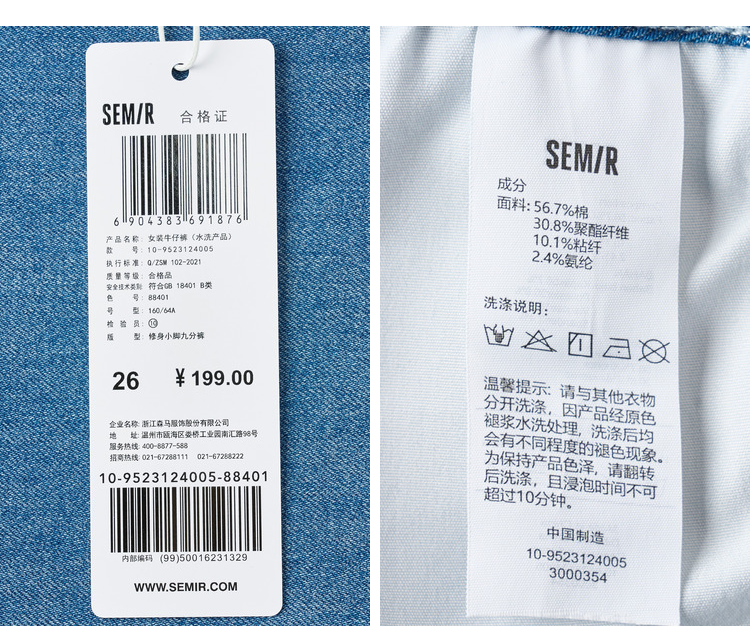 SEM/R 合格证
6 904383 691876
产品名称: 女装牛仔裤（水洗产品）
款 号: 10-9523124005
执行标准: Q/ZSM 102-2021
质量等级: 合格品
安全技术类别: 符合GB 18401 B类
色 号: 88401
号 型: 160/64A
检 验 员: ⑩
版 型: 修身小脚九分裤
26 ¥ 199.00
企业名称: 浙江森马服饰股份有限公司
地 址: 温州市瓯海区娄桥工业园南汇路98号
服务热线: 400-8877-588
招商热线: 021-67288111 021-67288222
10-9523124005-88401
内部编码 (99)50016231329
WWW.SEMIR.COM
SEM/R
成分
面料: 56.7%棉
30.8%聚酯纤维
10.1%粘纤
2.4%氨纶
洗涤说明:
温馨提示: 请与其他衣物
分开洗涤，因产品经原色
褪浆水洗处理，洗涤后均
会有不同程度的褪色现象。
为保持产品色泽，请翻转
后洗涤，且浸泡时间不可
超过10分钟。
中国制造
10-9523124005
3000354